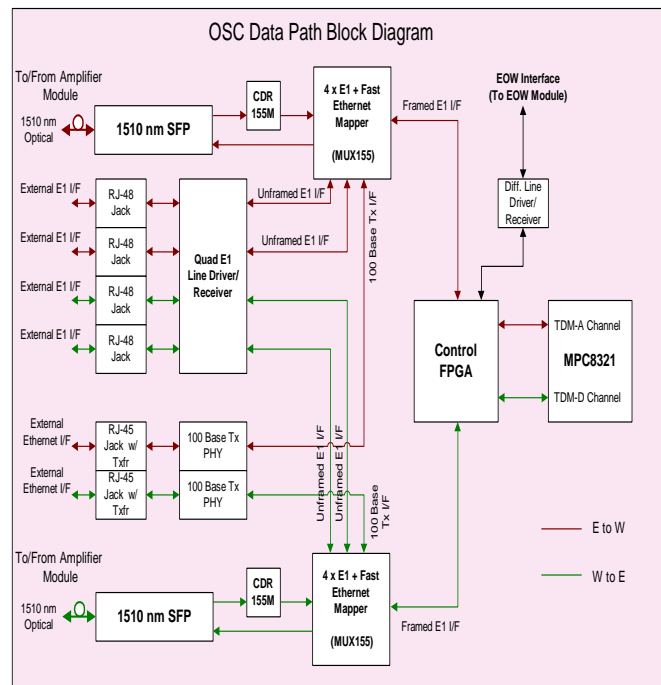 OSC Data Path Block Diagram
To/From Amplifier
Module
1510 nm
Optical
1510 nm SFP
CDR
155M
4 x E1 + Fast
Ethernet
Mapper
(MUX155)
Framed E1 I/F
EOW Interface
(To EOW Module)
Diff. Line
Driver/
Receiver
External E1 I/F
RJ-48
Jack
External E1 I/F
RJ-48
Jack
External E1 I/F
RJ-48
Jack
External E1 I/F
RJ-48
Jack
Quad E1
Line Driver/
Receiver
Unframed E1 I/F
Unframed E1 I/F
100 Base Tx I/F
Control
FPGA
TDM-A Channel
MPC8321
TDM-D Channel
External
Ethernet I/F
RJ-45
Jack w/
Txfr
100 Base Tx
PHY
External
Ethernet I/F
RJ-45
Jack w/
Txfr
100 Base Tx
PHY
Unframed E1 I/F
Unframed E1 I/F
100 Base
Tx I/F
E to W
W to E
To/From Amplifier
Module
1510 nm
Optical
1510 nm SFP
CDR
155M
4 x E1 + Fast
Ethernet
Mapper
(MUX155)
Framed E1 I/F